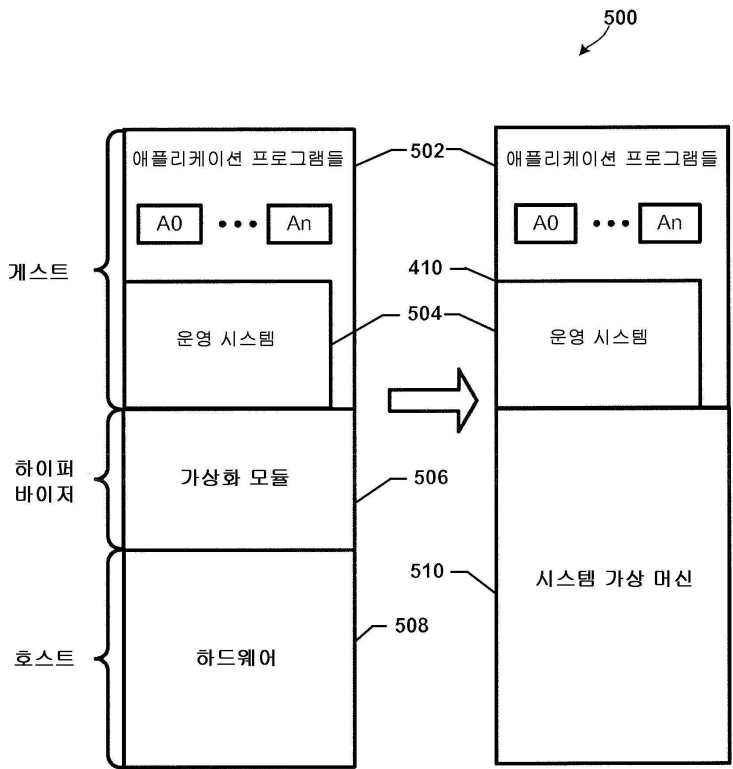 500
애플리케이션 프로그램들
502
애플리케이션 프로그램들
A0 ••• An
A0 ••• An
게스트
410
504
운영 시스템
운영 시스템
하이퍼
바이저
가상화 모듈
506
510
시스템 가상 머신
508
호스트
하드웨어